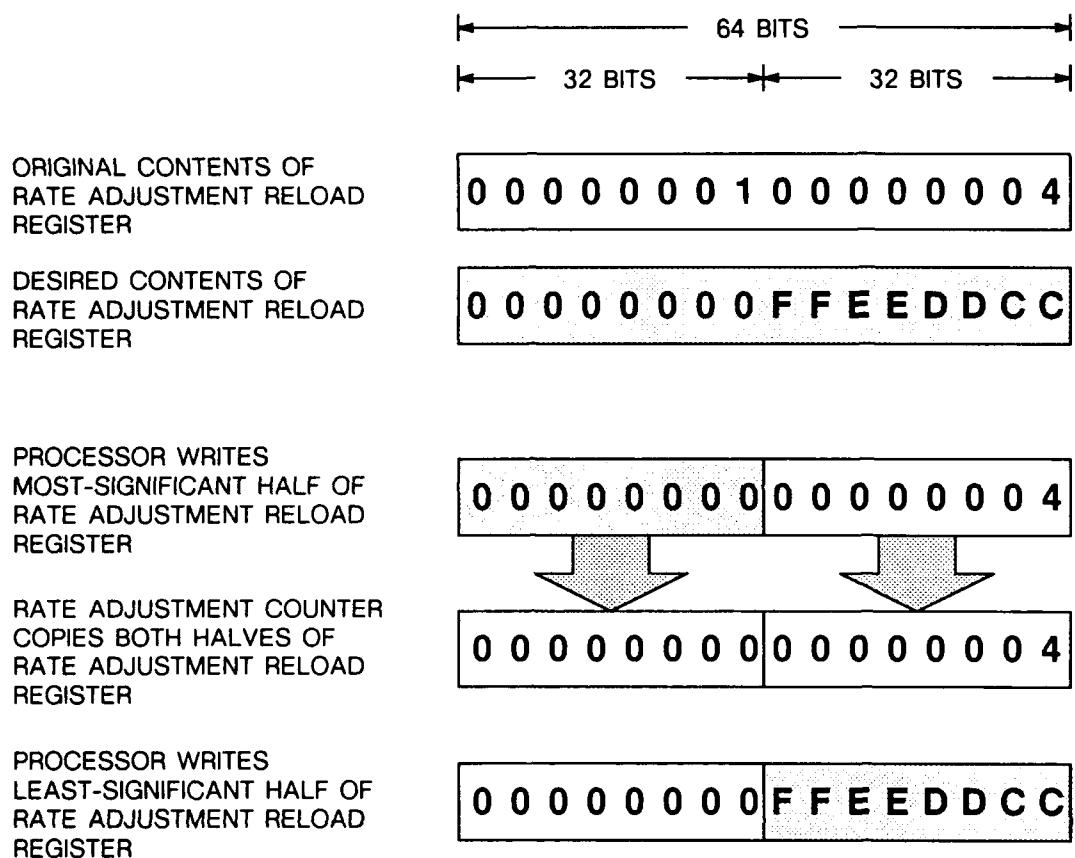 64 BITS
32 BITS 32 BITS
ORIGINAL CONTENTS OF
RATE ADJUSTMENT RELOAD
REGISTER
0 0 0 0 0 0 0 1 0 0 0 0 0 0 0 4
DESIRED CONTENTS OF
RATE ADJUSTMENT RELOAD
REGISTER
0 0 0 0 0 0 0 0 F F E E D D C C
PROCESSOR WRITES
MOST-SIGNIFICANT HALF OF
RATE ADJUSTMENT RELOAD
REGISTER
0 0 0 0 0 0 0 0 0 0 0 0 0 0 0 4
RATE ADJUSTMENT COUNTER
COPIES BOTH HALVES OF
RATE ADJUSTMENT RELOAD
REGISTER
0 0 0 0 0 0 0 0 0 0 0 0 0 0 0 4
PROCESSOR WRITES
LEAST-SIGNIFICANT HALF OF
RATE ADJUSTMENT RELOAD
REGISTER
0 0 0 0 0 0 0 0 F F E E D D C C